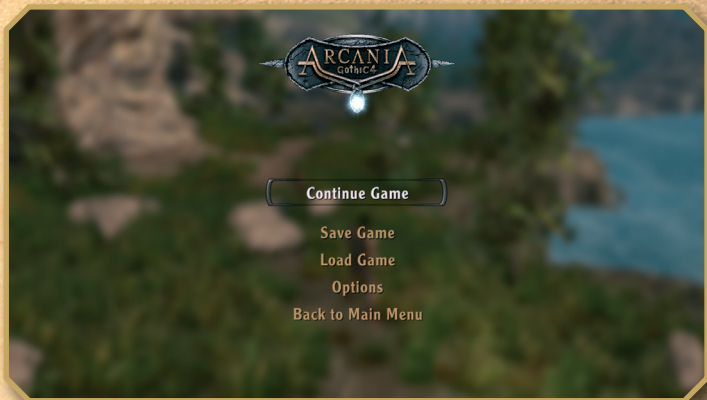 ARCANIA
GOTHIC 4
Continue Game
Save Game
Load Game
Options
Back to Main Menu